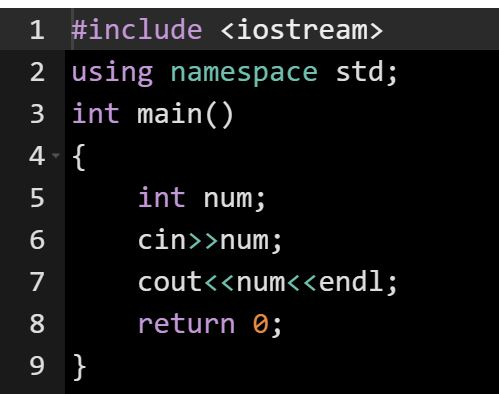 1 #include <iostream>
2 using namespace std;
3 int main()
4 {
5     int num;
6     cin>>num;
7     cout<<num<<endl;
8     return 0;
9 }